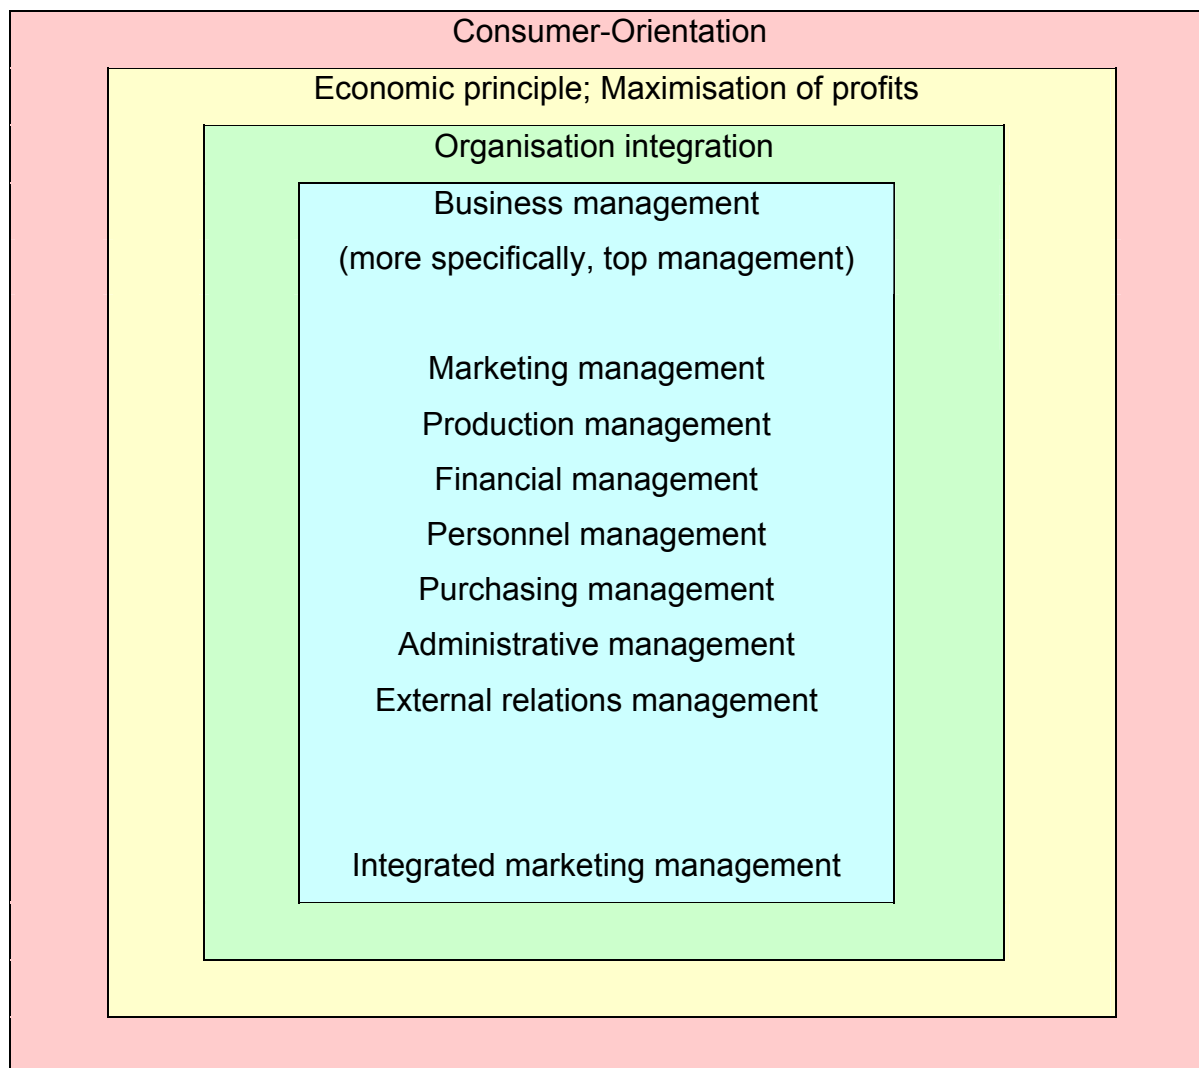 Consumer-Orientation
Economic principle; Maximisation of profits
Organisation integration
Business management
(more specifically, top management)
Marketing management
Production management
Financial management
Personnel management
Purchasing management
Administrative management
External relations management
Integrated marketing management